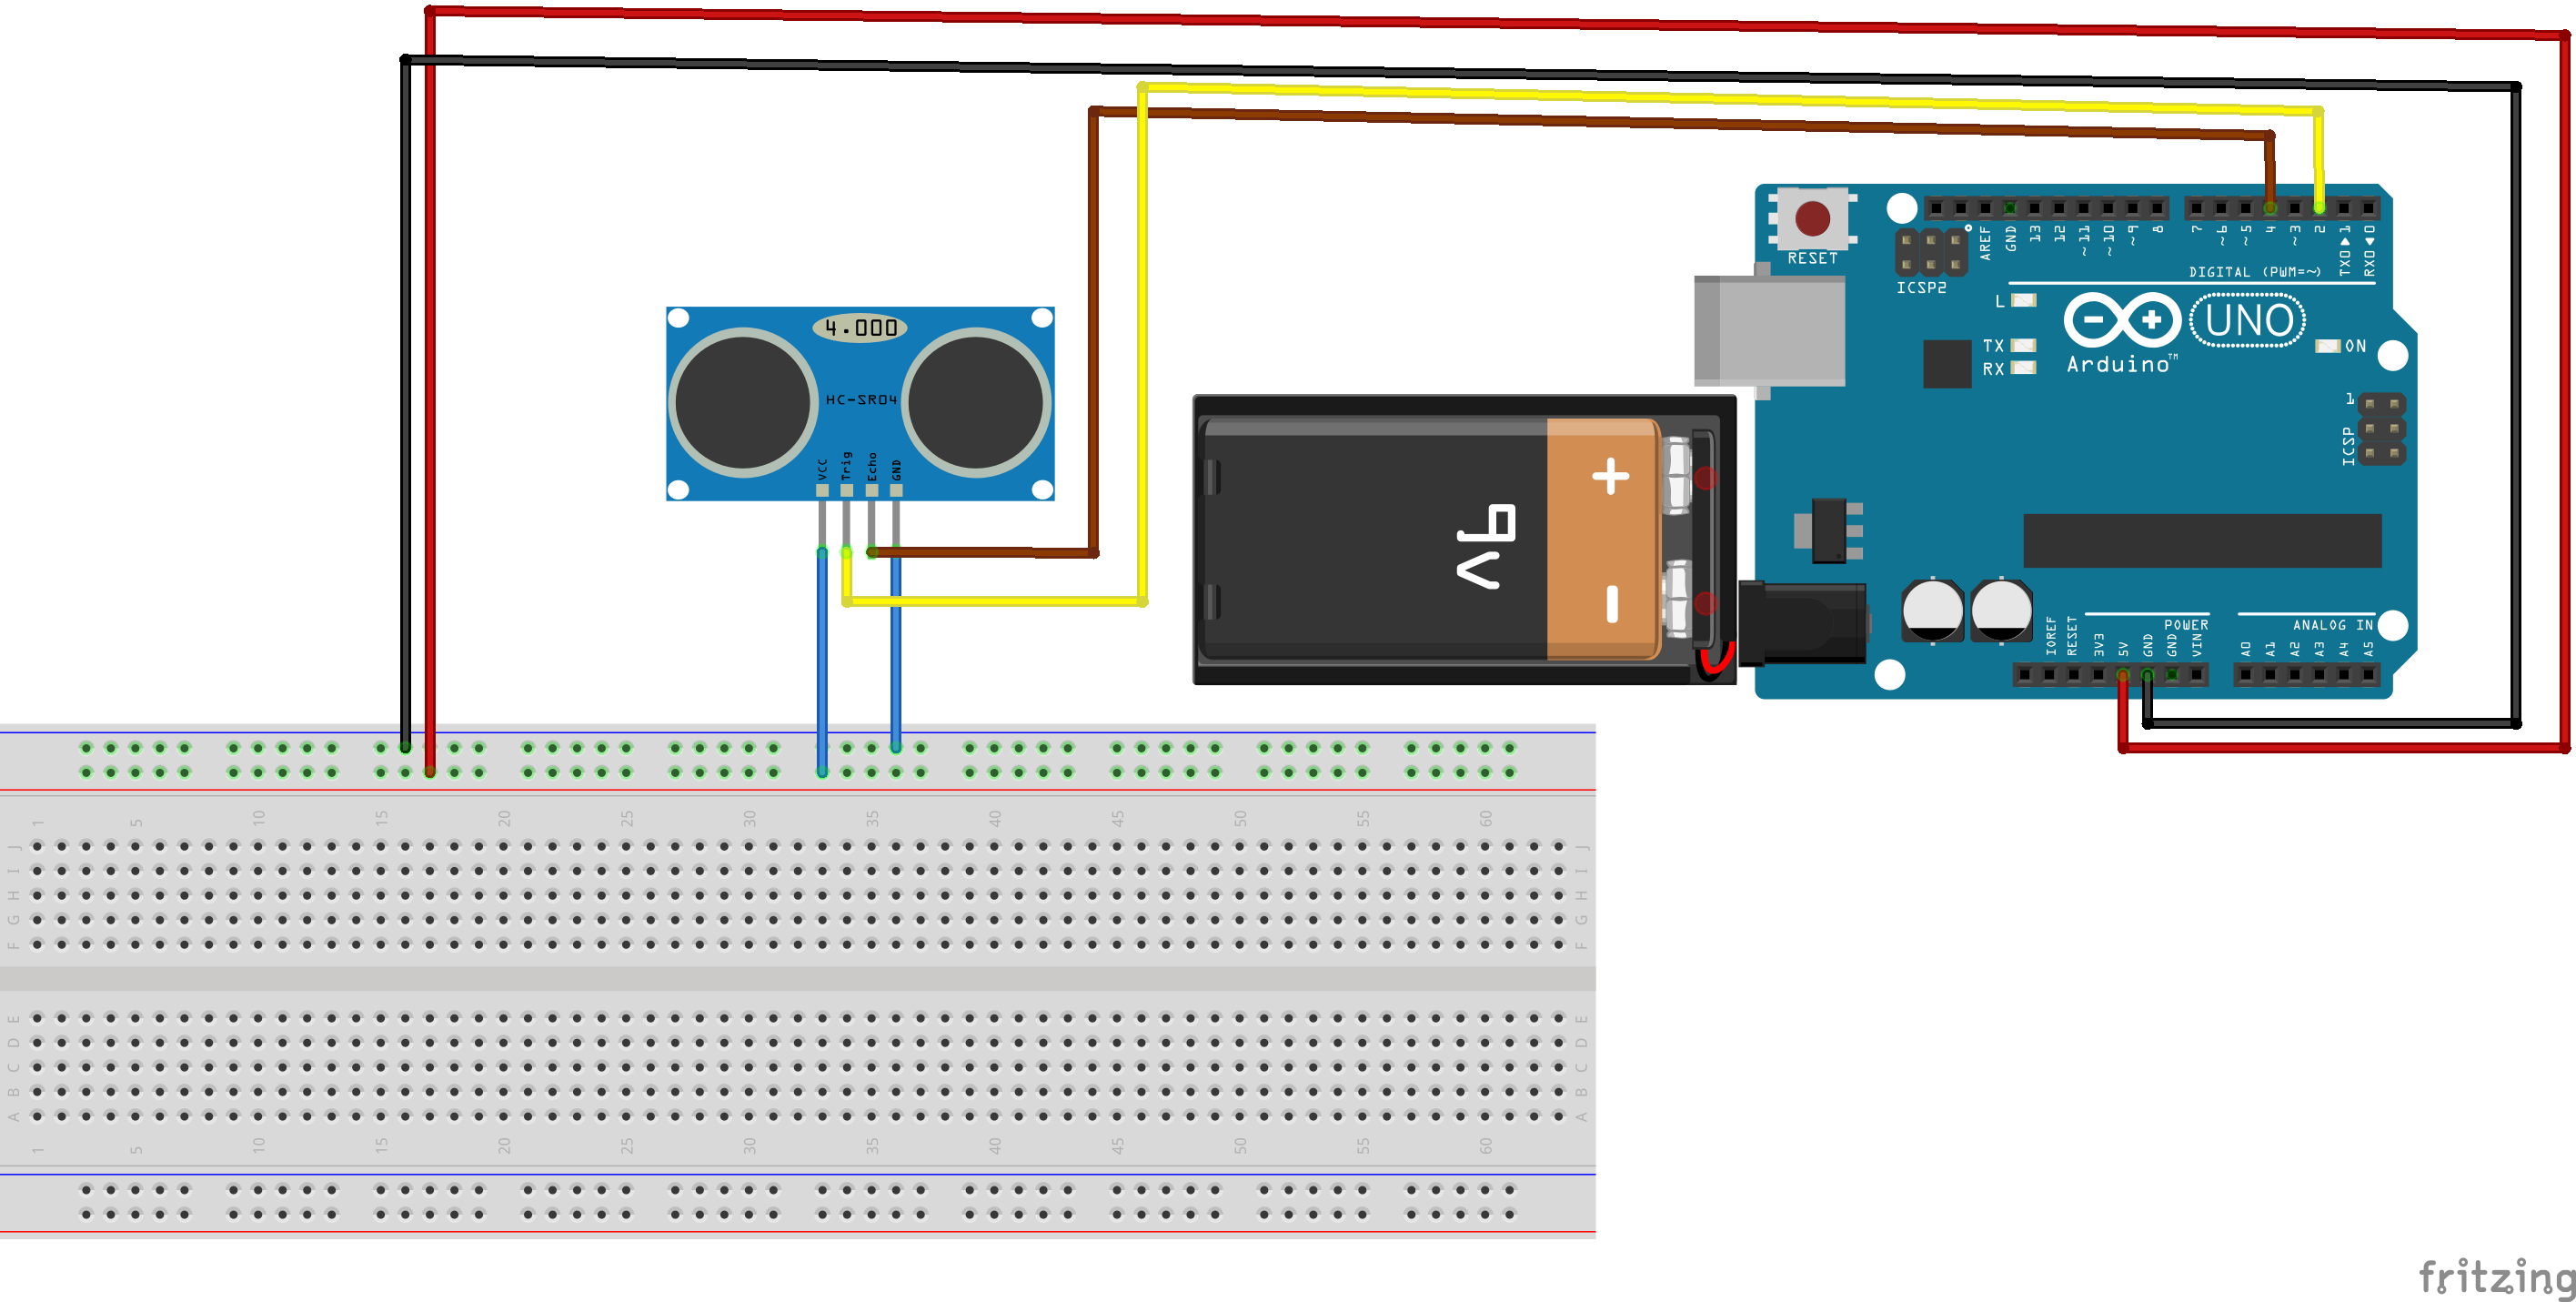 4.000
HC-SR04
VCC
Trig
Echo
GND
9V
+
-
RESET
ICSP2
AREF
GND
13
12
~11
~10
~9
8
7
~6
~5
4
~3
2
TX0▶1
RX0◀0
DIGITAL (PWM=~)
L
TX
RX
UNO
Arduino™
ON
1
ICSP
POWER
ANALOG IN
IOREF
RESET
3V3
5V
GND
GND
VIN
A0
A1
A2
A3
A4
A5
1 5 10 15 20 25 30 35 40 45 50 55 60
J J
I I
H H
G G
F F
E E
D D
C C
B B
A A
1 5 10 15 20 25 30 35 40 45 50 55 60
fritzing